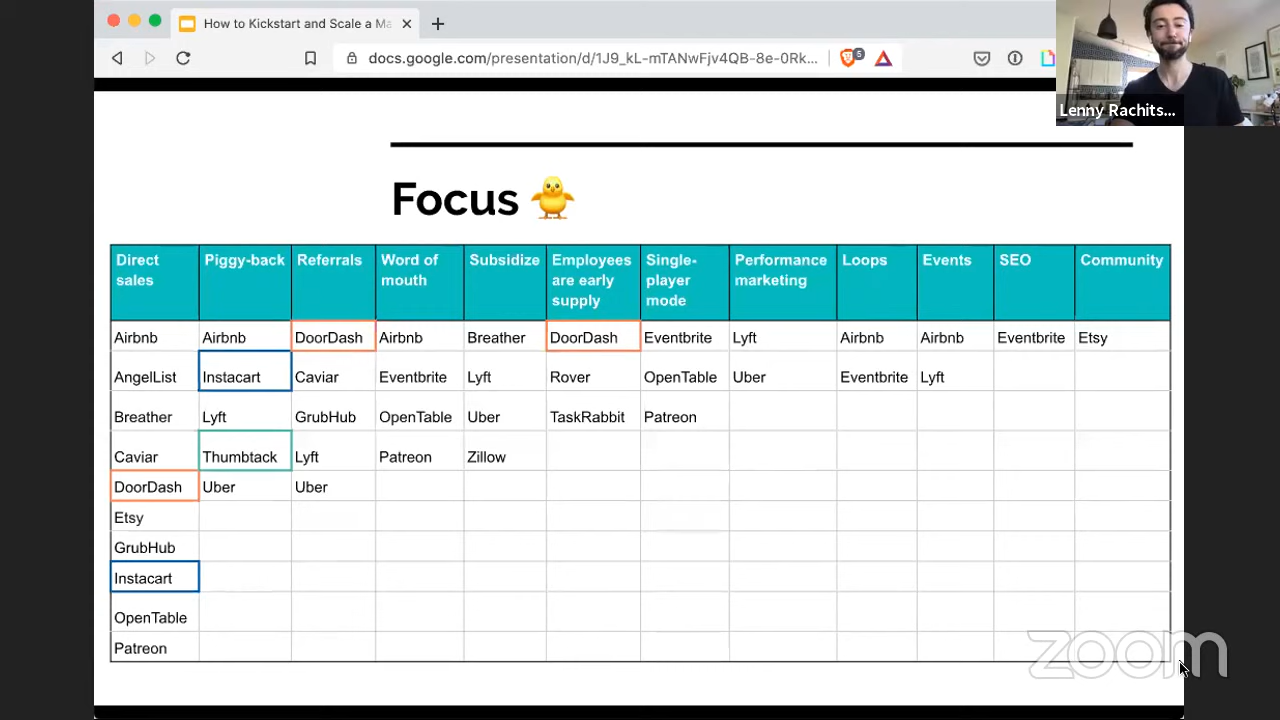 How to Kickstart and Scale a Ma
docs.google.com/presentation/d/1J9_kL-mTANwFjv4QB-8e-0Rk...
5
Lenny Rachits...
Focus
Direct sales Piggy-back Referrals Word of mouth Subsidize Employees are early supply Single-player mode Performance marketing Loops Events SEO Community
Airbnb Airbnb DoorDash Airbnb Breather DoorDash Eventbrite Lyft Airbnb Airbnb Eventbrite Etsy
AngelList Instacart Caviar Eventbrite Lyft Rover OpenTable Uber Eventbrite Lyft
Breather Lyft GrubHub OpenTable Uber TaskRabbit Patreon
Caviar Thumbtack Lyft Patreon Zillow
DoorDash Uber Uber
Etsy
GrubHub
Instacart
OpenTable
Patreon
zoom